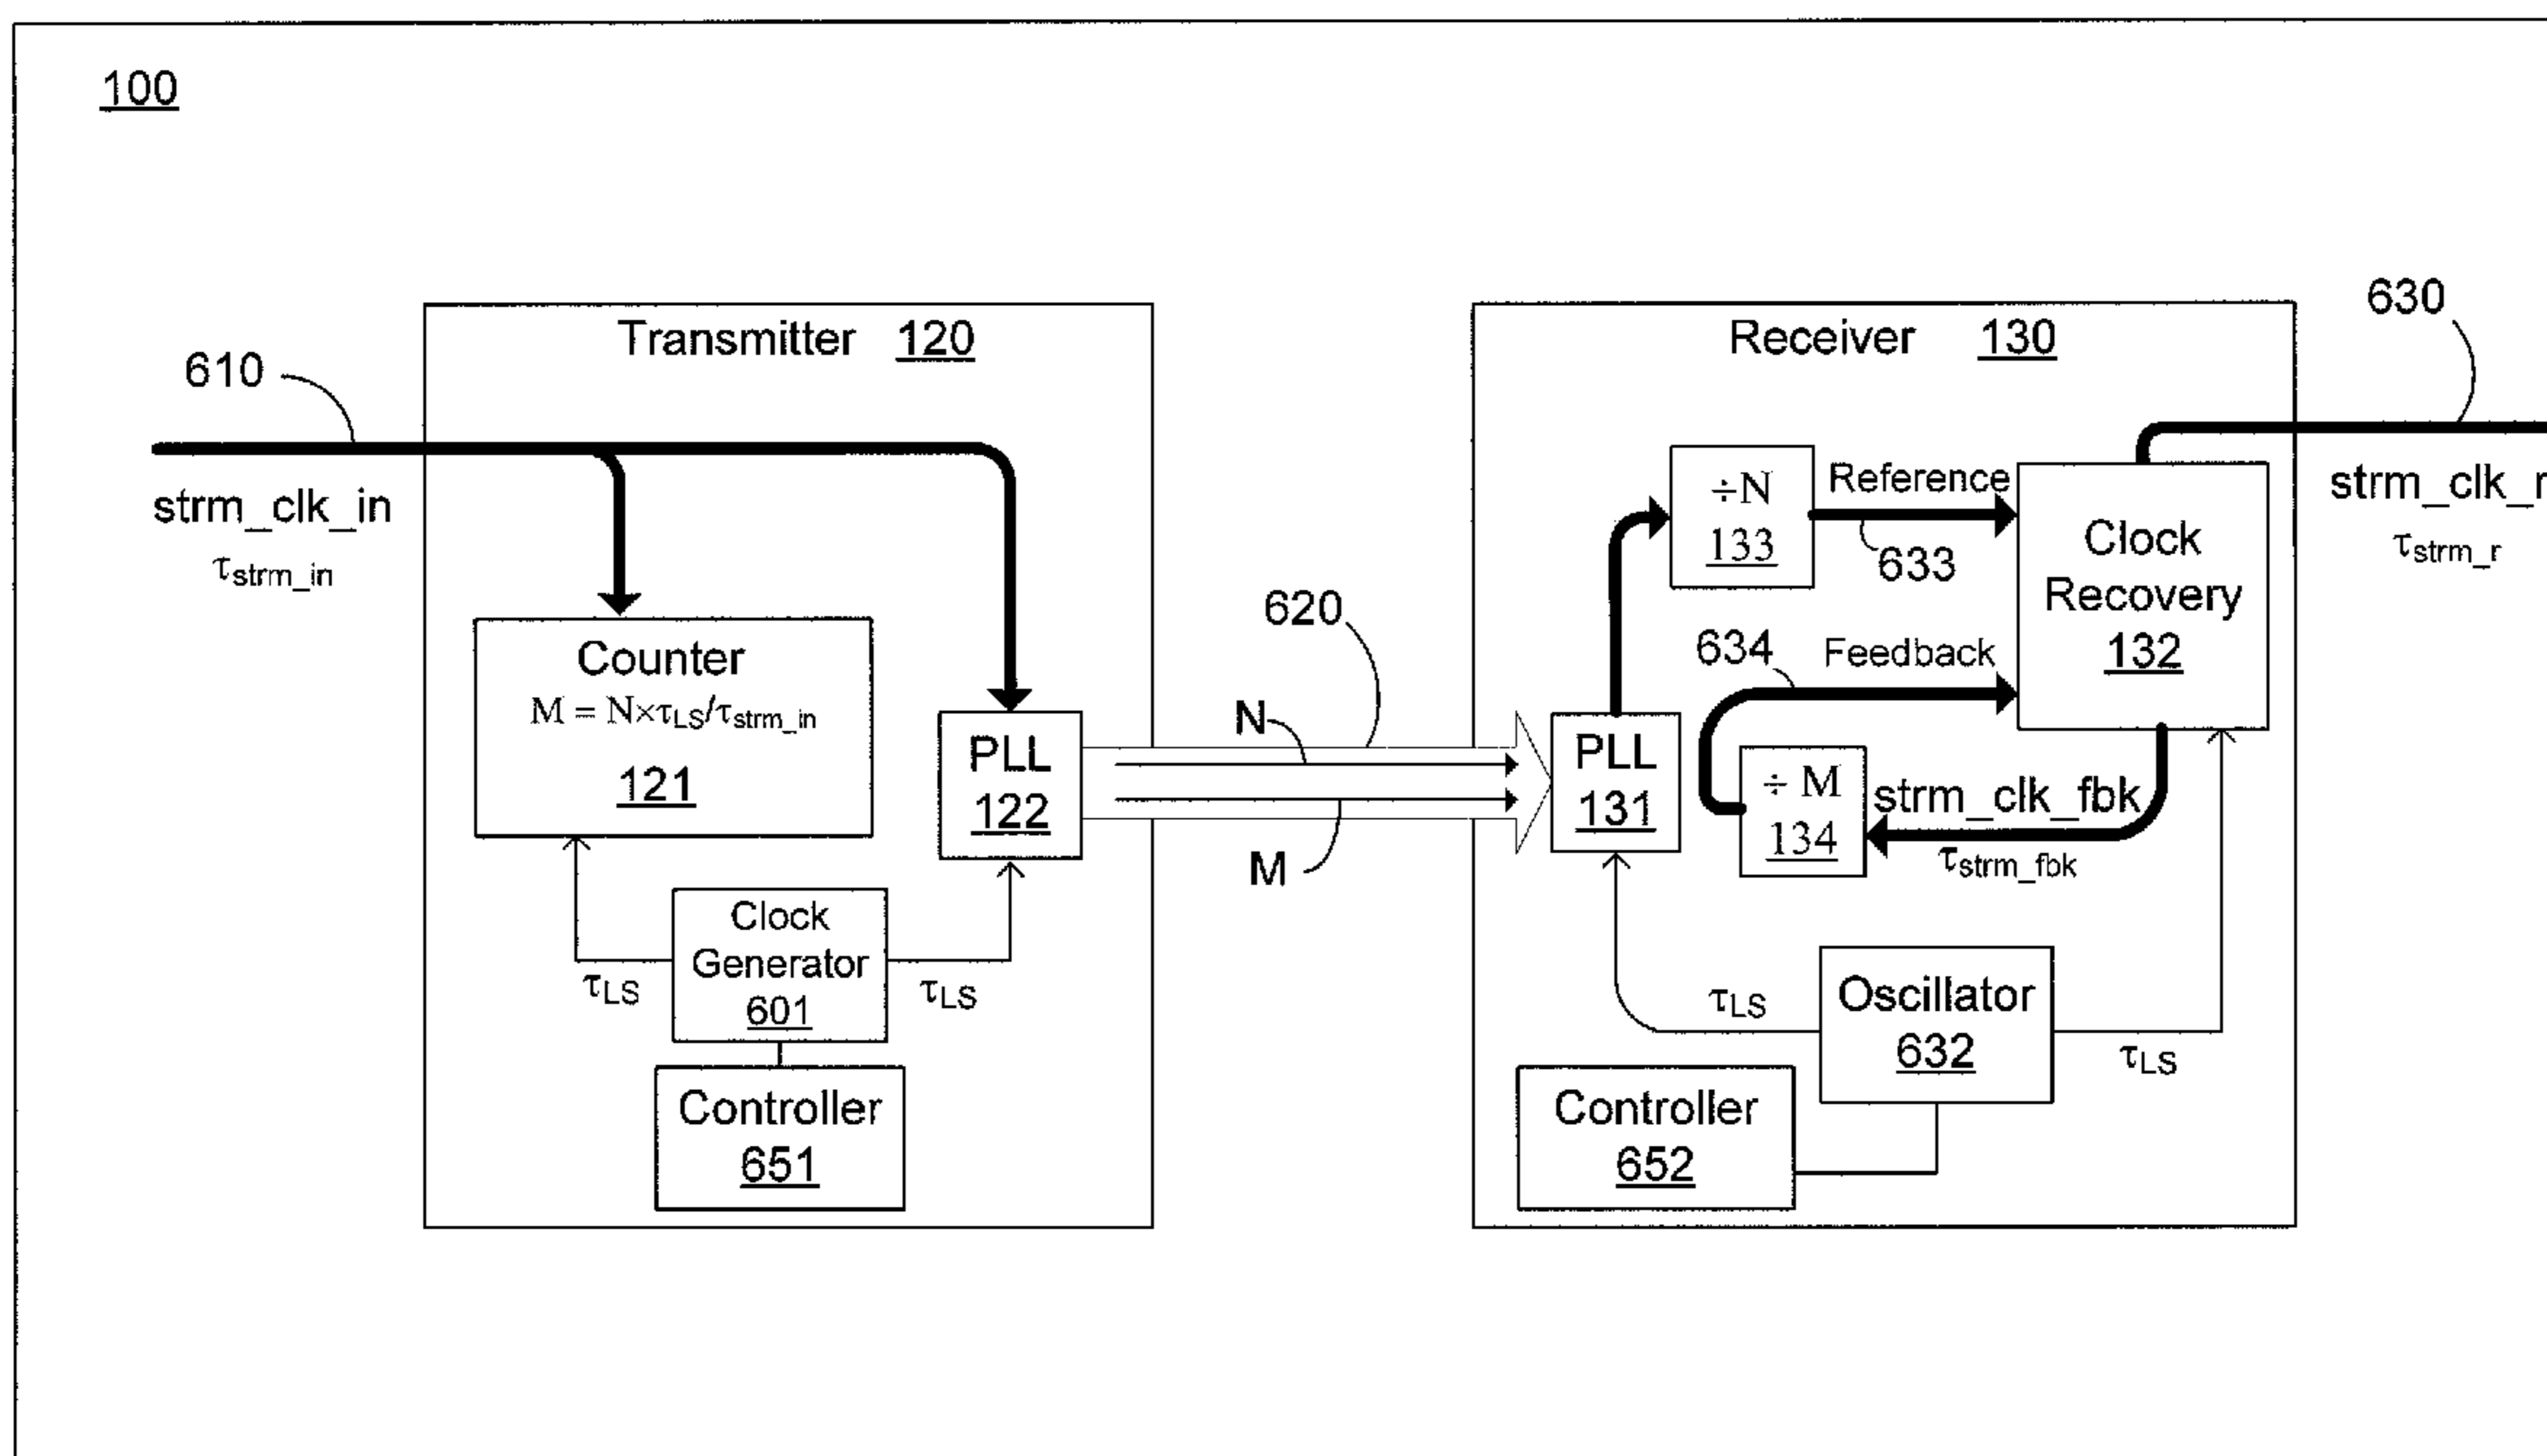 100
Transmitter 120
Receiver 130
610
630
strm_clk_in
τstrm_in
Counter
M = N×τLS/τstrm_in
121
PLL
122
Clock
Generator
601
τLS
τLS
Controller
651
620
N
M
PLL
131
÷N
133
Reference
633
Clock
Recovery
132
634
Feedback
÷ M
134
strm_clk_fbk
τstrm_fbk
Oscillator
632
τLS
τLS
Controller
652
strm_clk_r
τstrm_r